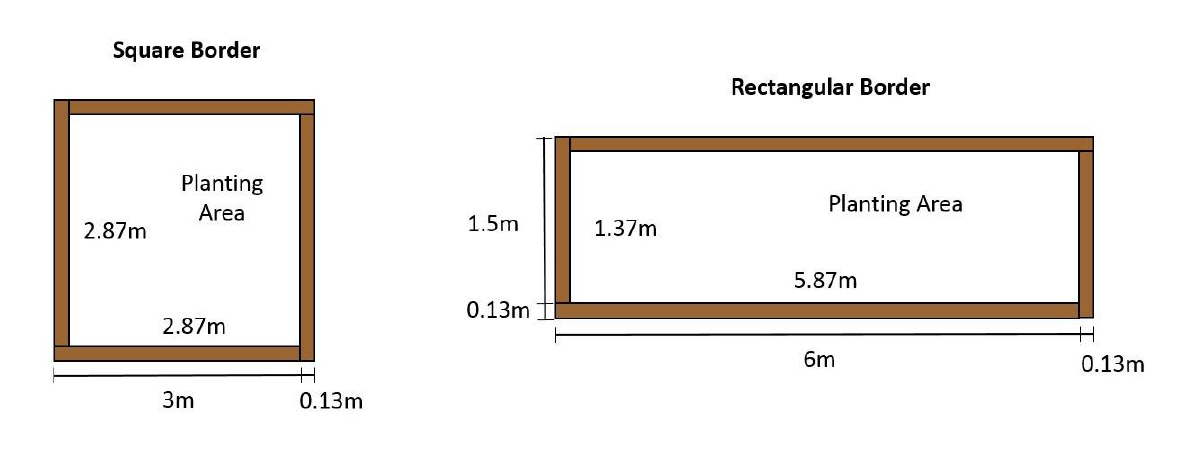 Square Border
Planting
Area
2.87m
2.87m
3m
0.13m
Rectangular Border
1.5m
0.13m
1.37m
Planting Area
5.87m
6m
0.13m